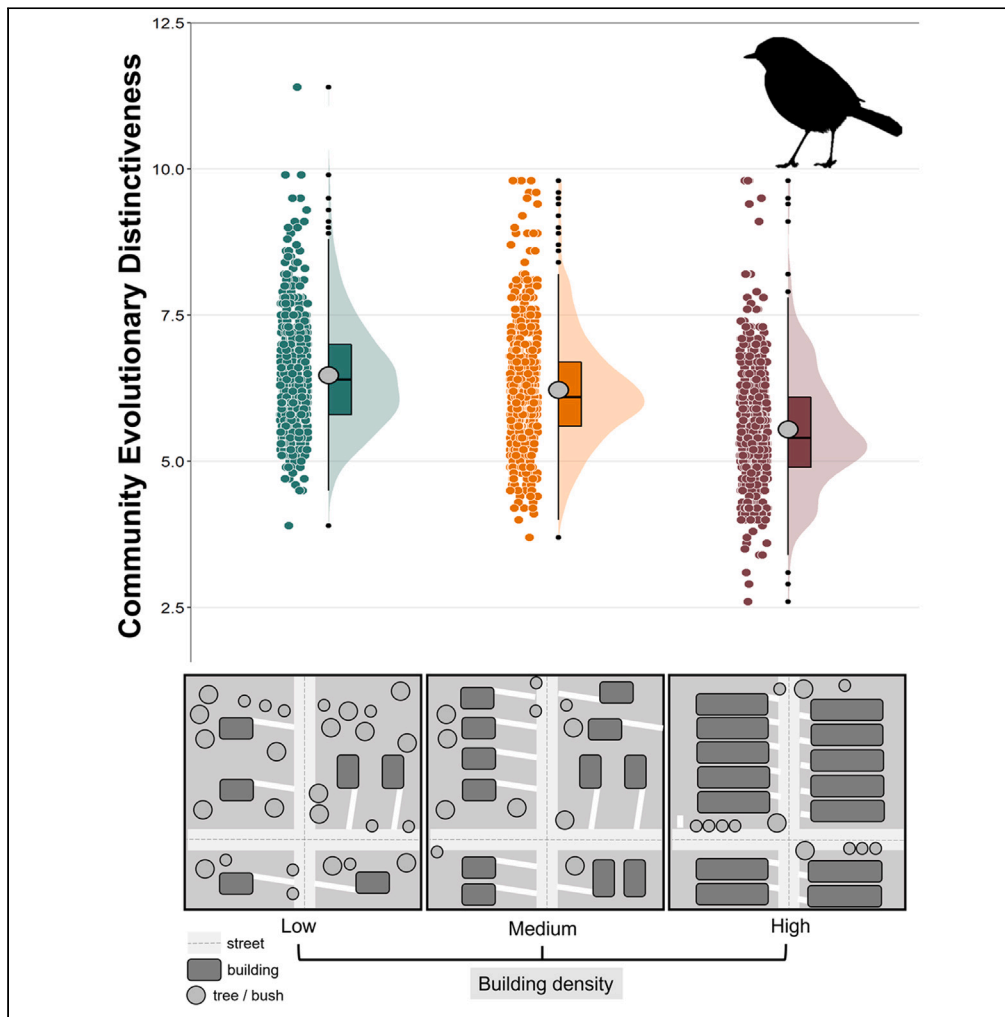 Community Evolutionary Distinctiveness
12.5
10.0
7.5
5.0
2.5
Low
Medium
High
street
building
tree / bush
Building density